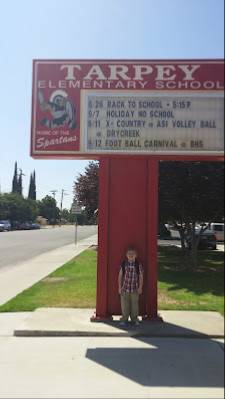 TARPEY
ELEMENTARY SCHOOL
8/26 BACK TO SCHOOL - 5:15P
9/7 HOLIDAY NO SCHOOL
9/11 X- COUNTRY @ ASI VOLLEY BALL
@ DRYCREEK
9/12 FOOT BALL CARNIVAL @ BHS
HOME OF THE
Spartans